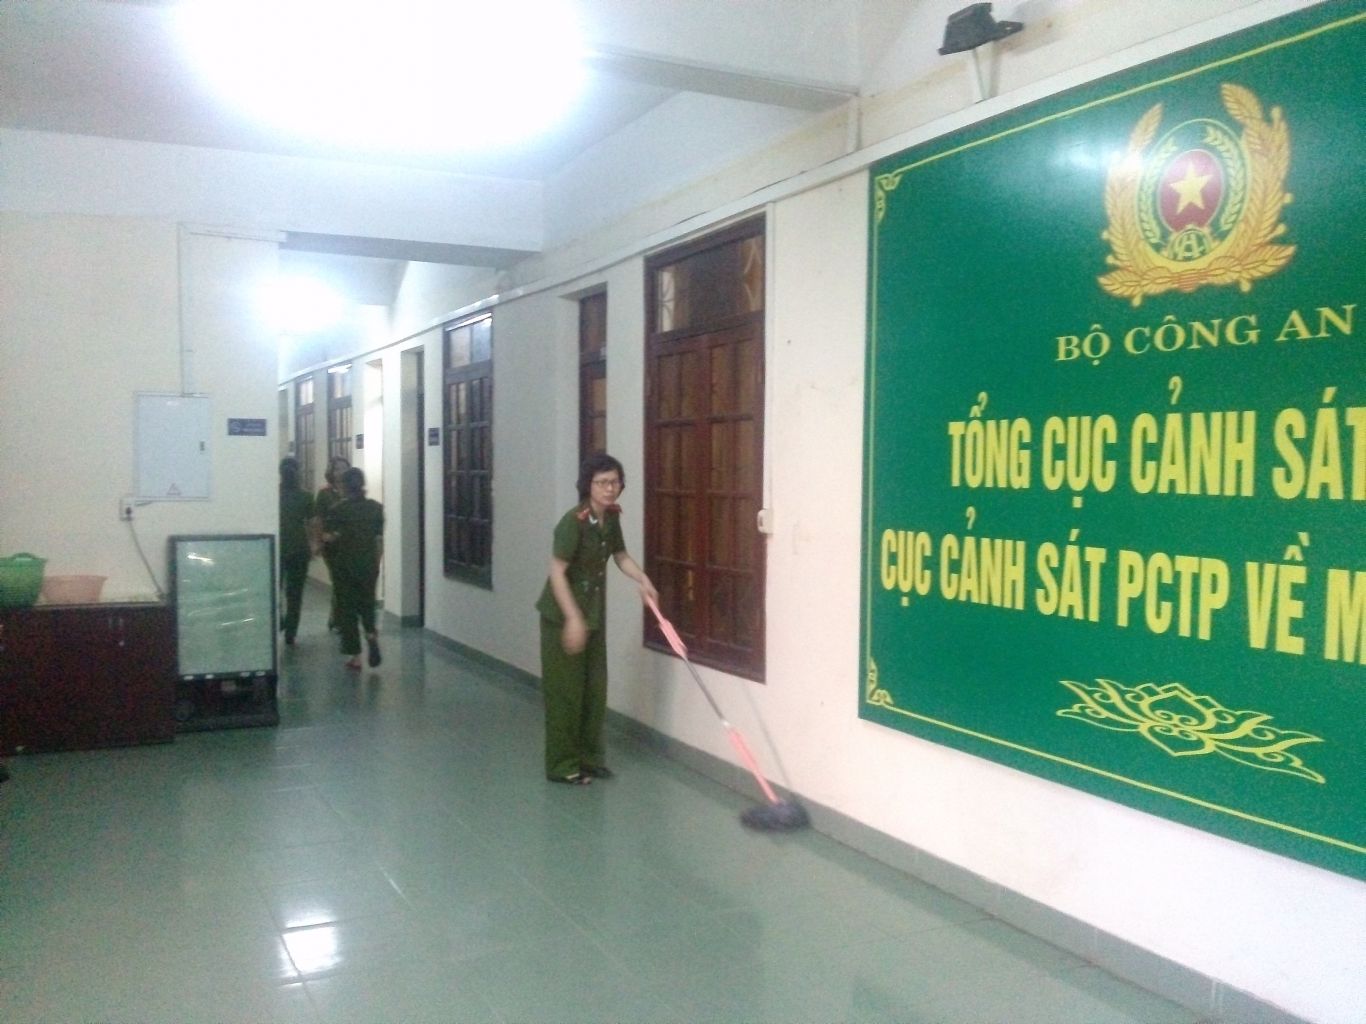 BỘ CÔNG AN
TỔNG CỤC CẢNH SÁT
CỤC CẢNH SÁT PCTP VỀ M